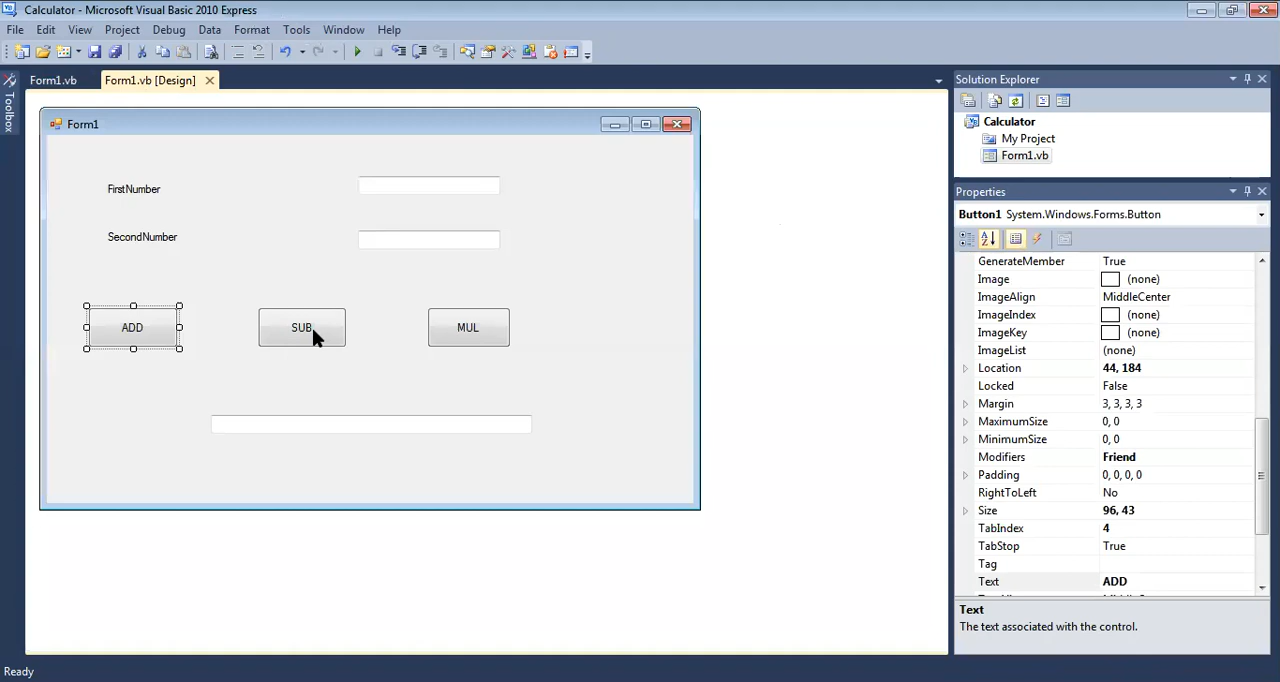 Calculator - Microsoft Visual Basic 2010 Express
File Edit View Project Debug Data Format Tools Window Help
Toolbox
Form1.vb Form1.vb [Design]
Form1
FirstNumber
SecondNumber
ADD SUB MUL
Solution Explorer
Calculator
My Project
Form1.vb
Properties
Button1 System.Windows.Forms.Button
GenerateMember True
Image (none)
ImageAlign MiddleCenter
ImageIndex (none)
ImageKey (none)
ImageList (none)
Location 44, 184
Locked False
Margin 3, 3, 3, 3
MaximumSize 0, 0
MinimumSize 0, 0
Modifiers Friend
Padding 0, 0, 0, 0
RightToLeft No
Size 96, 43
TabIndex 4
TabStop True
Tag
Text ADD
Text
The text associated with the control.
Ready